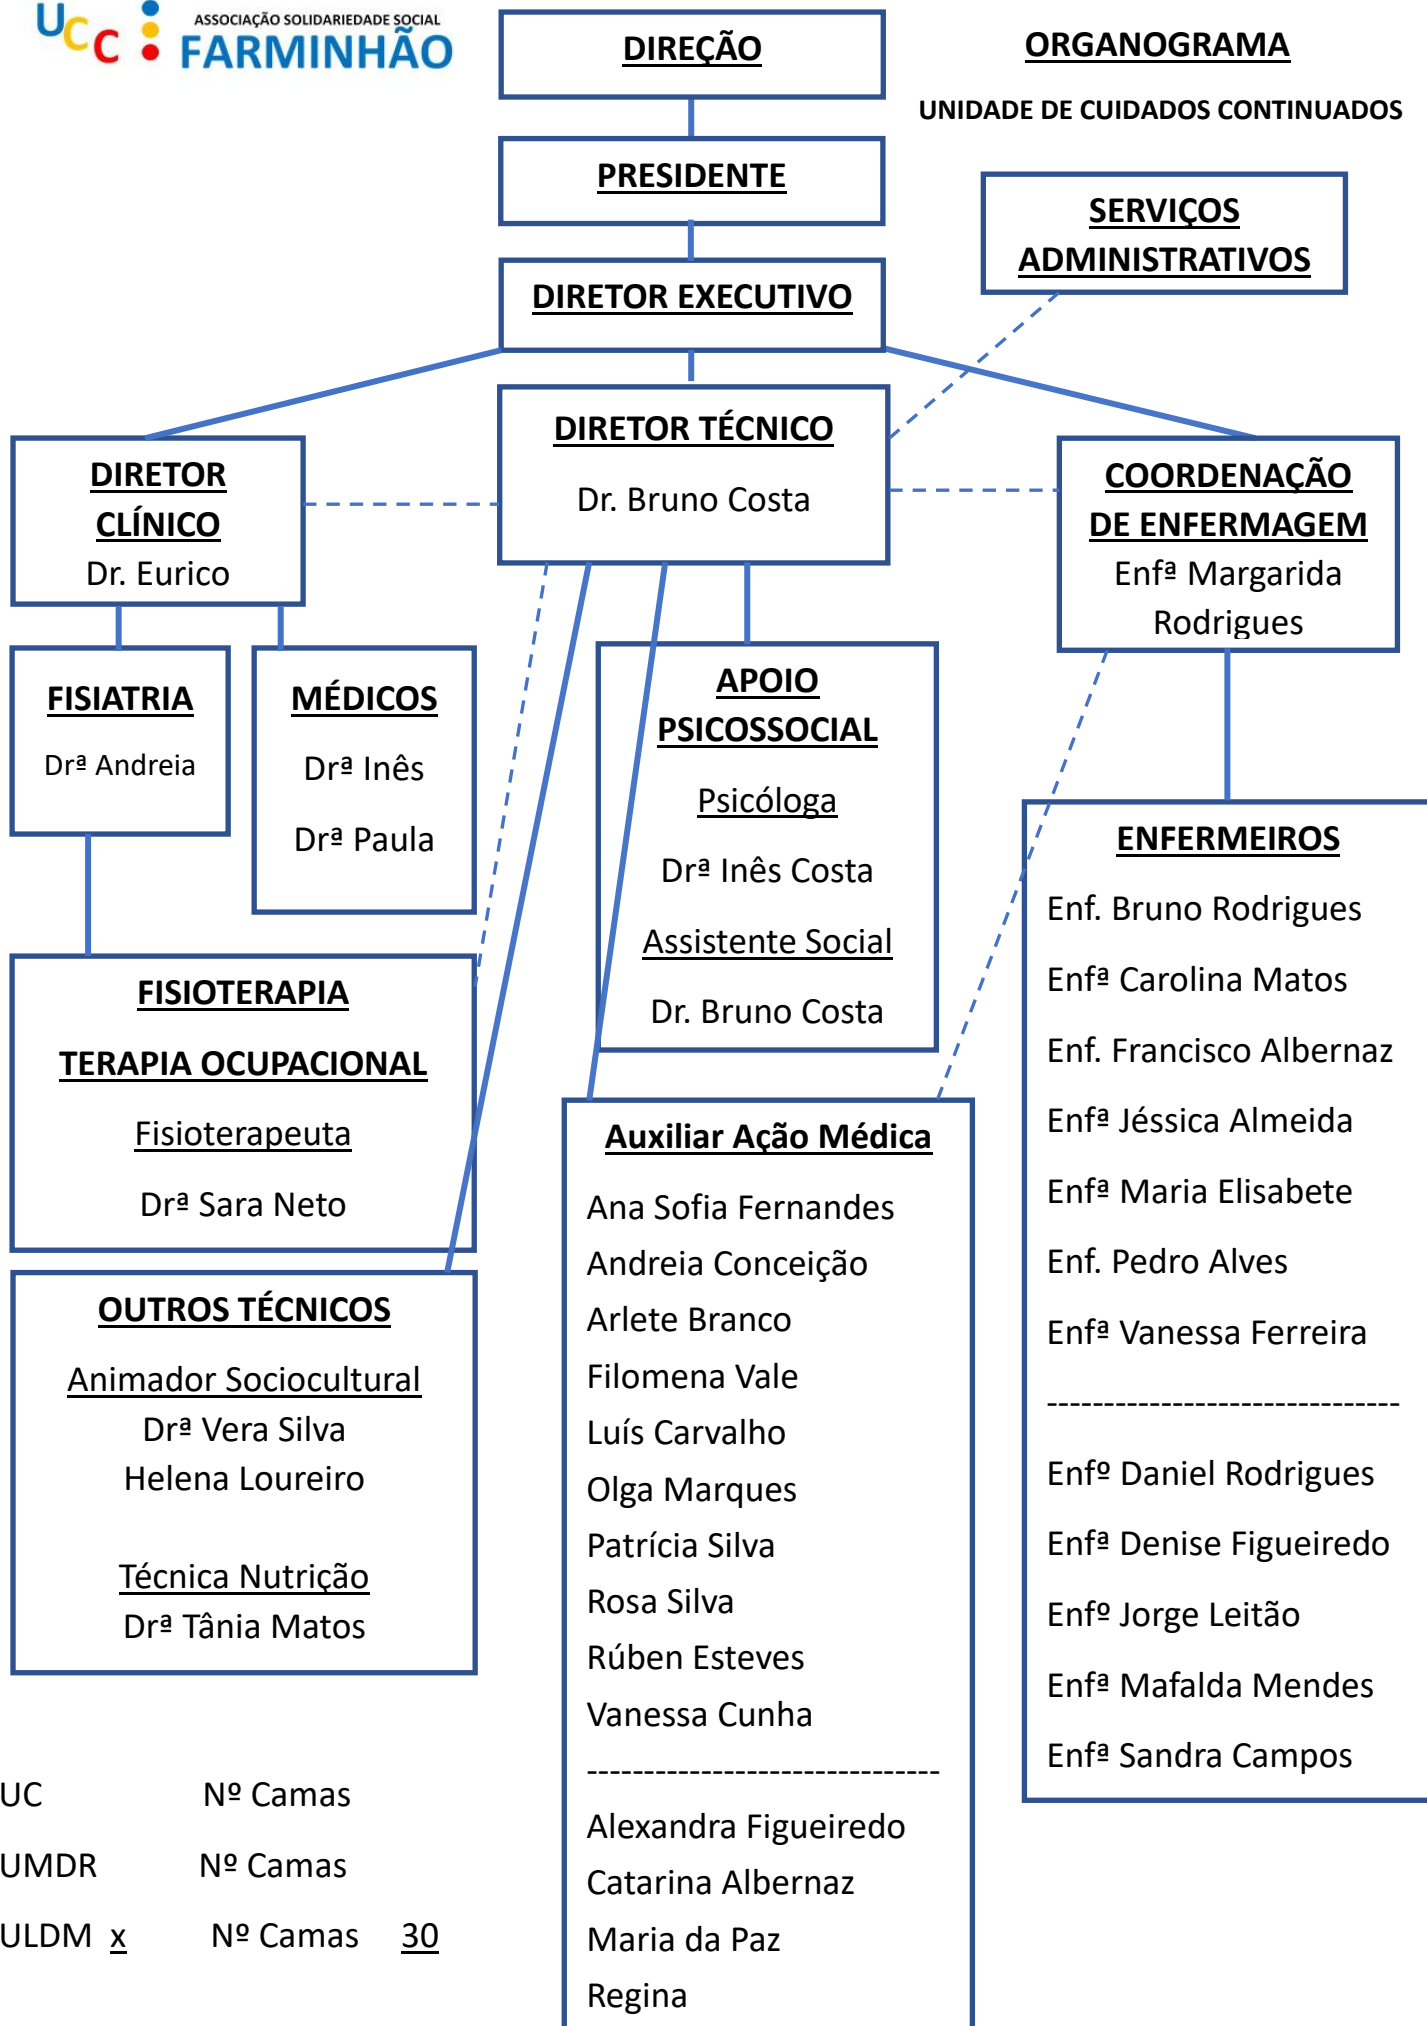 UCC
ASSOCIAÇÃO SOLIDARIEDADE SOCIAL
FARMINHÃO
ORGANOGRAMA
UNIDADE DE CUIDADOS CONTINUADOS
DIREÇÃO
PRESIDENTE
DIRETOR EXECUTIVO
SERVIÇOS
ADMINISTRATIVOS
DIRETOR TÉCNICO
Dr. Bruno Costa
DIRETOR
CLÍNICO
Dr. Eurico
COORDENAÇÃO
DE ENFERMAGEM
Enfª Margarida
Rodrigues
FISIATRIA
Drª Andreia
MÉDICOS
Drª Inês
Drª Paula
APOIO
PSICOSSOCIAL
Psicóloga
Drª Inês Costa
Assistente Social
Dr. Bruno Costa
ENFERMEIROS
Enf. Bruno Rodrigues
Enfª Carolina Matos
Enf. Francisco Albernaz
Enfª Jéssica Almeida
Enfª Maria Elisabete
Enf. Pedro Alves
Enfª Vanessa Ferreira
-------------------------------
Enfº Daniel Rodrigues
Enfª Denise Figueiredo
Enfº Jorge Leitão
Enfª Mafalda Mendes
Enfª Sandra Campos
FISIOTERAPIA
TERAPIA OCUPACIONAL
Fisioterapeuta
Drª Sara Neto
OUTROS TÉCNICOS
Animador Sociocultural
Drª Vera Silva
Helena Loureiro
Técnica Nutrição
Drª Tânia Matos
Auxiliar Ação Médica
Ana Sofia Fernandes
Andreia Conceição
Arlete Branco
Filomena Vale
Luís Carvalho
Olga Marques
Patrícia Silva
Rosa Silva
Rúben Esteves
Vanessa Cunha
-------------------------------
Alexandra Figueiredo
Catarina Albernaz
Maria da Paz
Regina
UC Nº Camas
UMDR Nº Camas
ULDM x Nº Camas 30